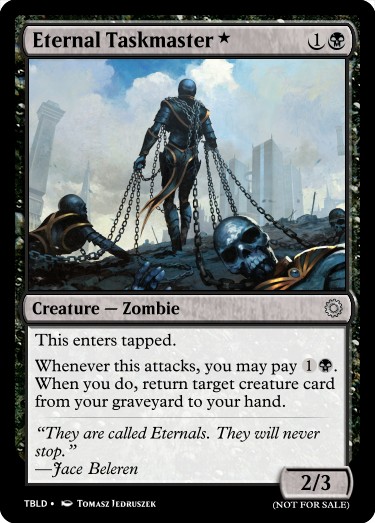 Eternal Taskmaster ★ 1
Creature — Zombie
This enters tapped.
Whenever this attacks, you may pay 1 .
When you do, return target creature card
from your graveyard to your hand.
“They are called Eternals. They will never
stop.”
—Jace Beleren
2/3
TBLD • Tomasz Jedruszek
(NOT FOR SALE)